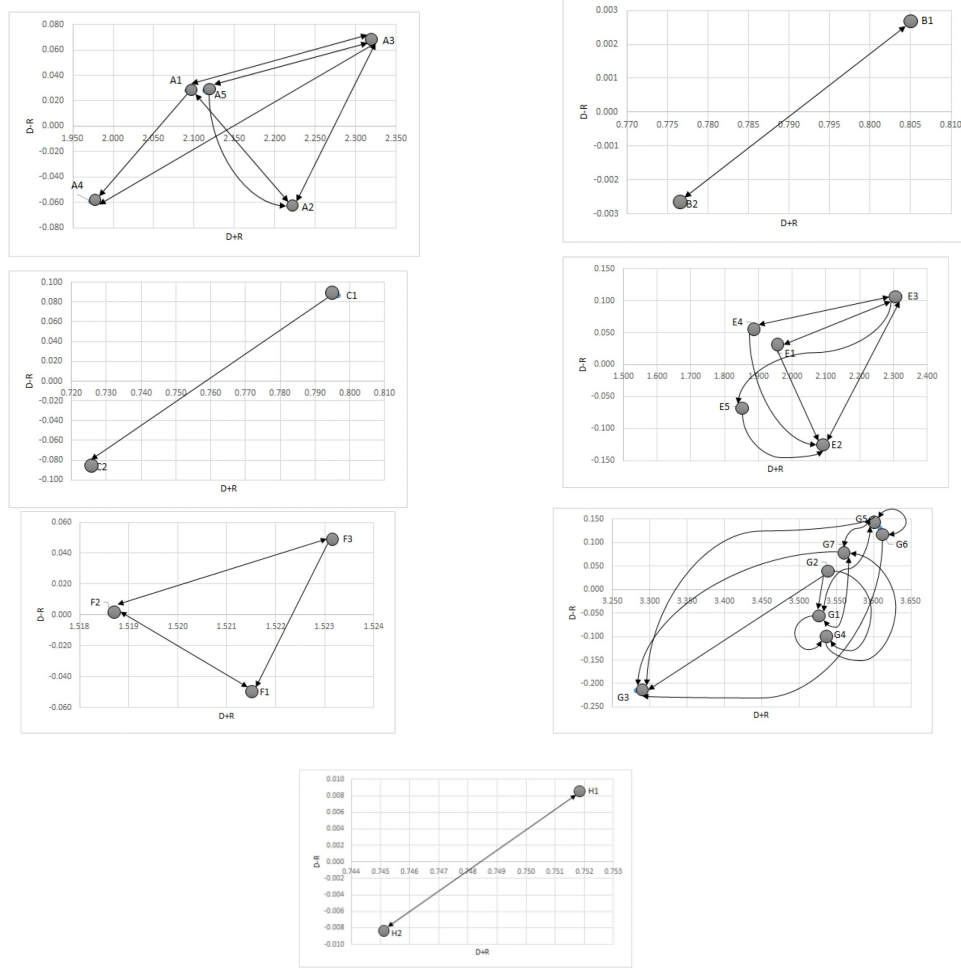 0.080
A3
0.060
0.040
A1
A5
0.020
0.000
1.950 2.000 2.050 2.100 2.150 2.200 2.250 2.300 2.350
-0.020
-0.040
A4
-0.060
A2
-0.080
D-R
D+R
0.003
B1
0.002
0.001
0.000
0.770 0.775 0.780 0.785 0.790 0.795 0.800 0.805 0.810
-0.001
-0.002
B2
-0.003
D-R
D+R
0.100
C1
0.080
0.060
0.040
0.020
0.000
0.720 0.730 0.740 0.750 0.760 0.770 0.780 0.790 0.800 0.810
-0.020
-0.040
-0.060
-0.080
C2
-0.100
D-R
D+R
0.150
E3
0.100
E4
0.050
E1
0.000
1.500 1.600 1.700 1.800 1.900 2.000 2.100 2.200 2.300 2.400
-0.050
E5
-0.100
E2
-0.150
D-R
D+R
0.060
F3
0.040
0.020
F2
0.000
1.518 1.519 1.520 1.521 1.522 1.523 1.524
-0.020
-0.040
F1
-0.060
D-R
D+R
0.150
G5
G6
0.100
G7
0.050
G2
0.000
3.250 3.300 3.350 3.400 3.450 3.500 3.550 3.600 3.650
-0.050
G1
-0.100
G4
-0.150
-0.200
G3
-0.250
D-R
D+R
0.010
H1
0.008
0.006
0.004
0.002
0.000
0.744 0.745 0.746 0.747 0.748 0.749 0.750 0.751 0.752 0.753
-0.002
-0.004
-0.006
-0.008
H2
-0.010
D-R
D+R